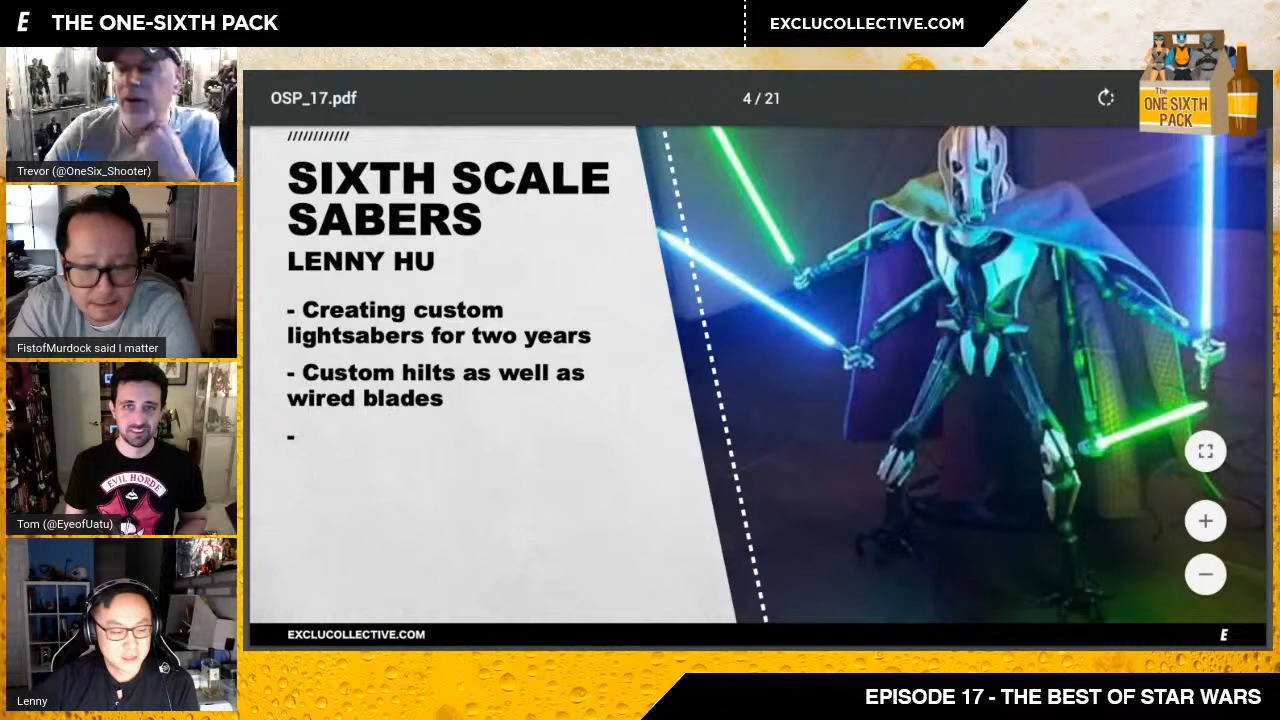 E THE ONE-SIXTH PACK
EXCLUCOLLECTIVE.COM
The
ONE SIXTH
PACK
OSP_17.pdf
4 / 21
////////////
SIXTH SCALE
SABERS
LENNY HU
- Creating custom
lightsabers for two years
- Custom hilts as well as
wired blades
-
EXCLUCOLLECTIVE.COM
E
Trevor (@OneSix_Shooter)
FistofMurdock said I matter
EVIL HORDE
Tom (@EyeofUatu)
Lenny
EPISODE 17 - THE BEST OF STAR WARS